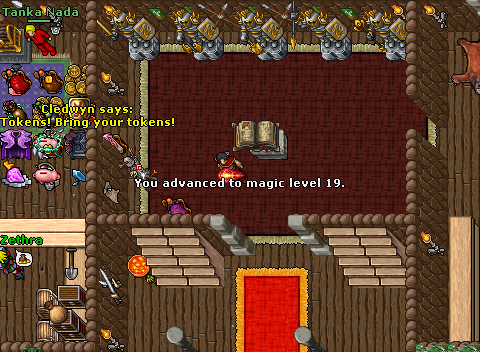 Tanka Nada
Cledwyn says:
Tokens! Bring your tokens!
You advanced to magic level 19.
Zethra